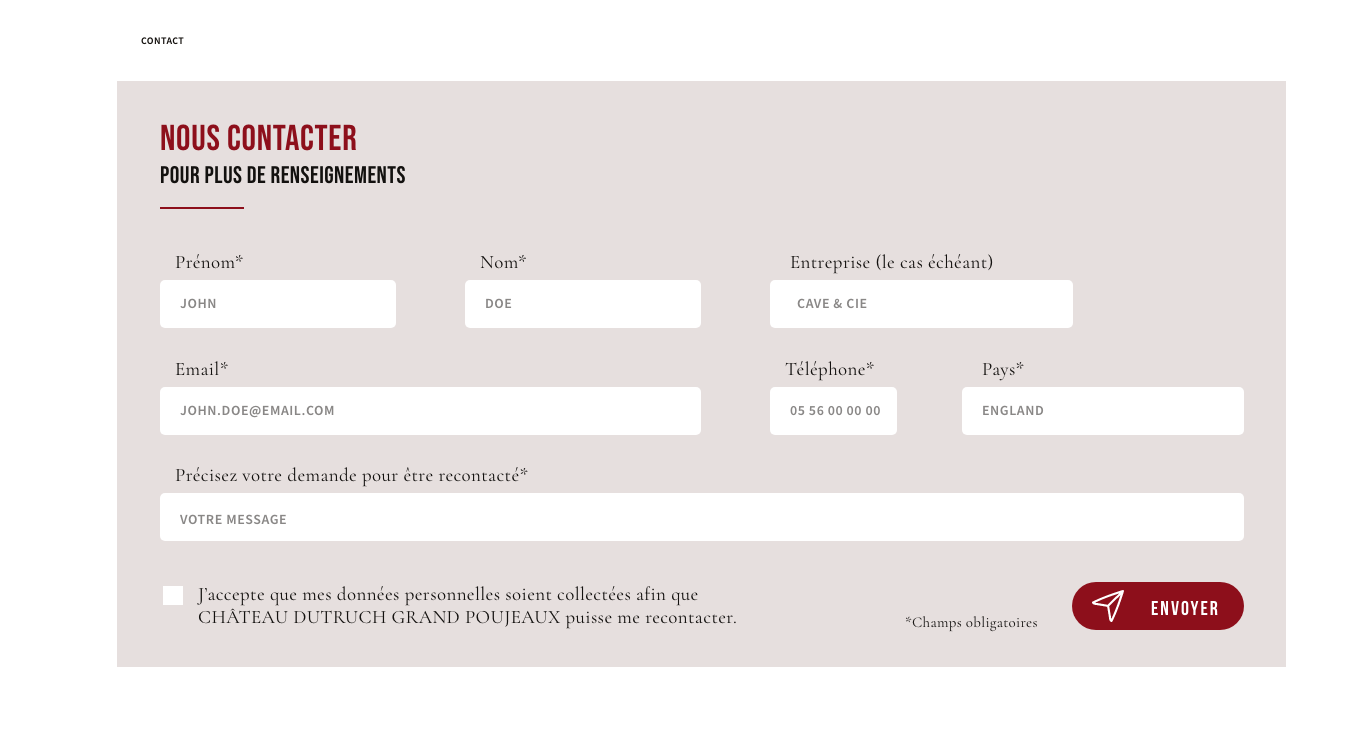 CONTACT
NOUS CONTACTER
POUR PLUS DE RENSEIGNEMENTS
Prénom* Nom* Entreprise (le cas échéant)
JOHN DOE CAVE & CIE
Email* Téléphone* Pays*
JOHN.DOE@EMAIL.COM 05 56 00 00 00 ENGLAND
Précisez votre demande pour être recontacté*
VOTRE MESSAGE
J'accepte que mes données personnelles soient collectées afin que
CHÂTEAU DUTRUCH GRAND POUJEAUX puisse me recontacter.
*Champs obligatoires
ENVOYER